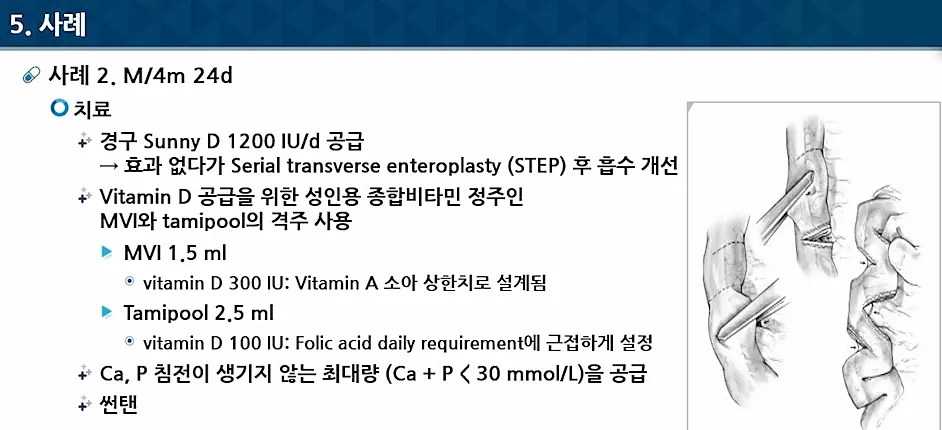 5. 사례
사례 2. M/4m 24d
치료
경구 Sunny D 1200 IU/d 공급
→ 효과 없다가 Serial transverse enteroplasty (STEP) 후 흡수 개선
Vitamin D 공급을 위한 성인용 종합비타민 정주인
MVI와 tamipool의 격주 사용
MVI 1.5 ml
vitamin D 300 IU: Vitamin A 소아 상한치로 설계됨
Tamipool 2.5 ml
vitamin D 100 IU: Folic acid daily requirement에 근접하게 설정
Ca, P 침전이 생기지 않는 최대량 (Ca + P < 30 mmol/L)을 공급
썬탠